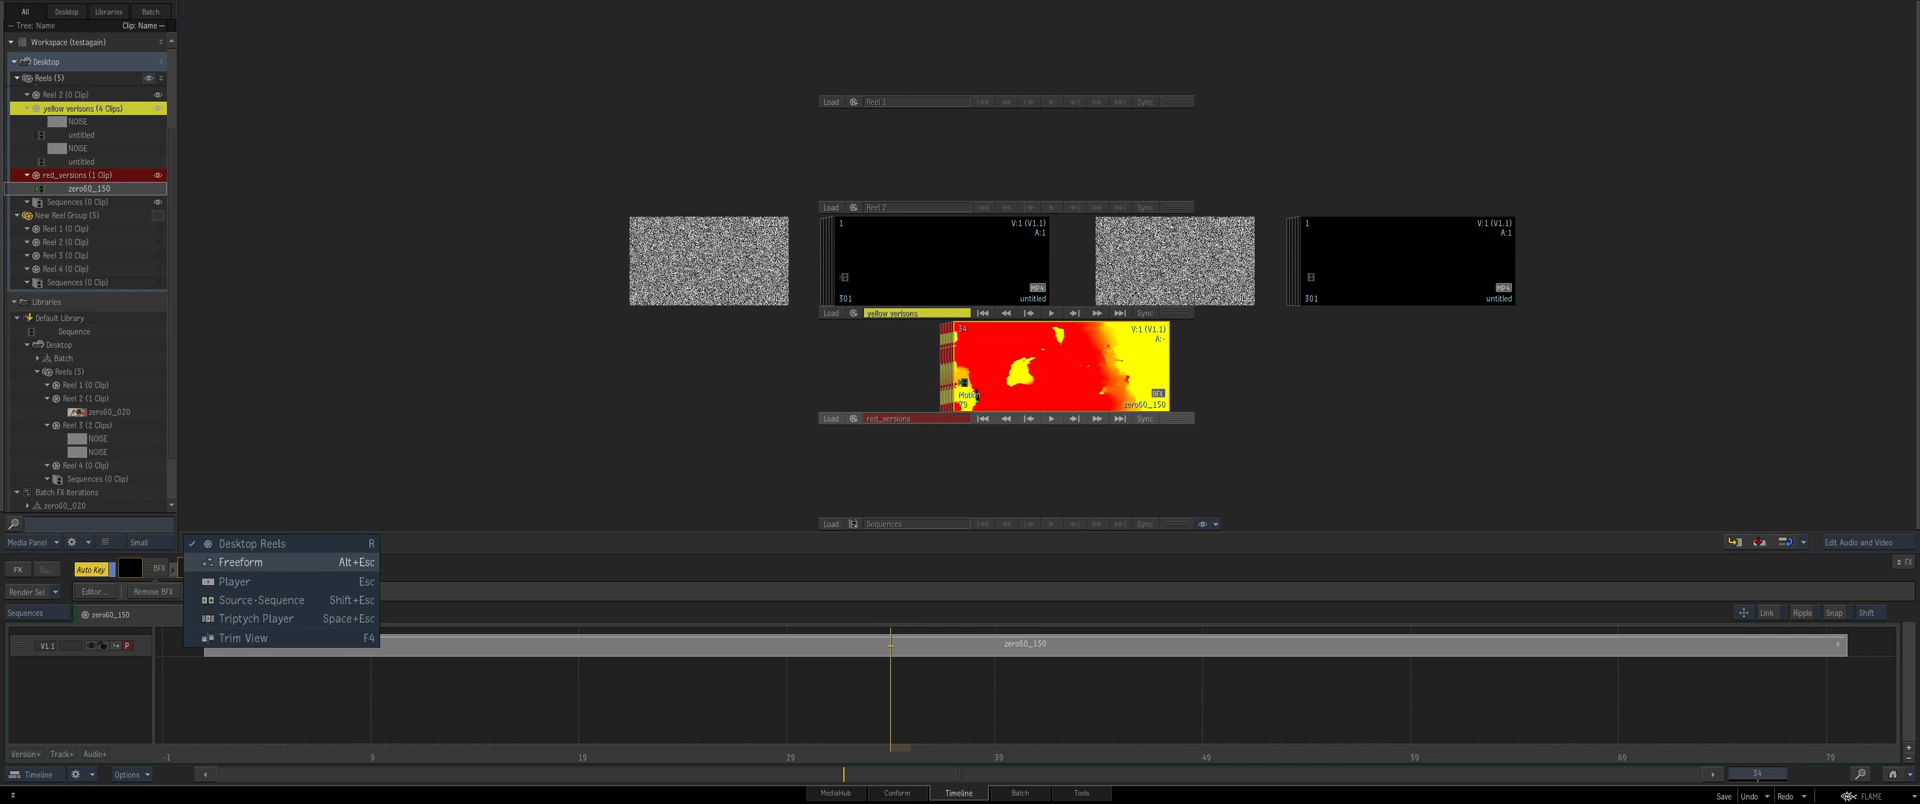 All Desktop Libraries Batch
Tree: Name Clip: Name
Workspace (testagain)
Desktop
Reels (5)
Reel 2 (0 Clip)
yellow verisons (4 Clips)
NOISE
untitled
NOISE
untitled
red_versions (1 Clip)
zero60_150
Sequences (0 Clip)
New Reel Group (5)
Reel 1 (0 Clip)
Reel 2 (0 Clip)
Reel 3 (0 Clip)
Reel 4 (0 Clip)
Sequences (0 Clip)
Libraries
Default Library
Sequence
Desktop
Batch
Reels (5)
Reel 1 (0 Clip)
Reel 2 (1 Clip)
zero60_020
Reel 3 (2 Clips)
NOISE
NOISE
Reel 4 (0 Clip)
Sequences (0 Clip)
Batch FX Iterations
zero60_020
Media Panel Small
Load Reel 1 Sync
Load Reel 2 Sync
1 V:1 (V1.1)
A:1
MP4
301 untitled
1 V:1 (V1.1)
A:1
MP4
301 untitled
Load yellow verisons Sync
34 V:1 (V1.1)
A:-
Motion BFX
79 zero60_150
Load red_versions Sync
Load Sequences Sync
Desktop Reels R
Freeform Alt+Esc
Player Esc
Source-Sequence Shift+Esc
Triptych Player Space+Esc
Trim View F4
Edit Audio and Video
FX Auto Key BFX FX
Render Sel Editor... Remove BFX
Sequences zero60_150 Link Ripple Snap Shift
V1.1 P zero60_150
Version+ Track+ Audio+ -1 9 19 29 39 49 59 69 79
Timeline Options 34
MediaHub Conform Timeline Batch Tools Save Undo Redo FLAME